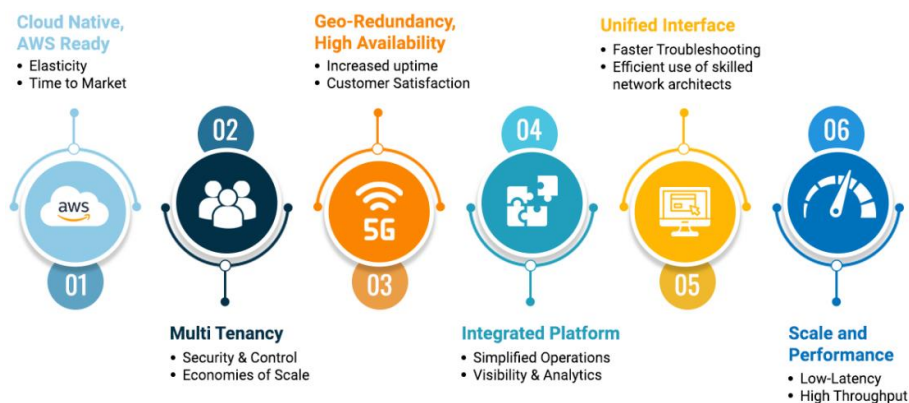 Cloud Native,
AWS Ready
• Elasticity
• Time to Market
01
aws
02
Multi Tenancy
• Security & Control
• Economies of Scale
Geo-Redundancy,
High Availability
• Increased uptime
• Customer Satisfaction
5G
03
04
Integrated Platform
• Simplified Operations
• Visibility & Analytics
Unified Interface
• Faster Troubleshooting
• Efficient use of skilled
network architects
05
06
Scale and
Performance
• Low-Latency
• High Throughput